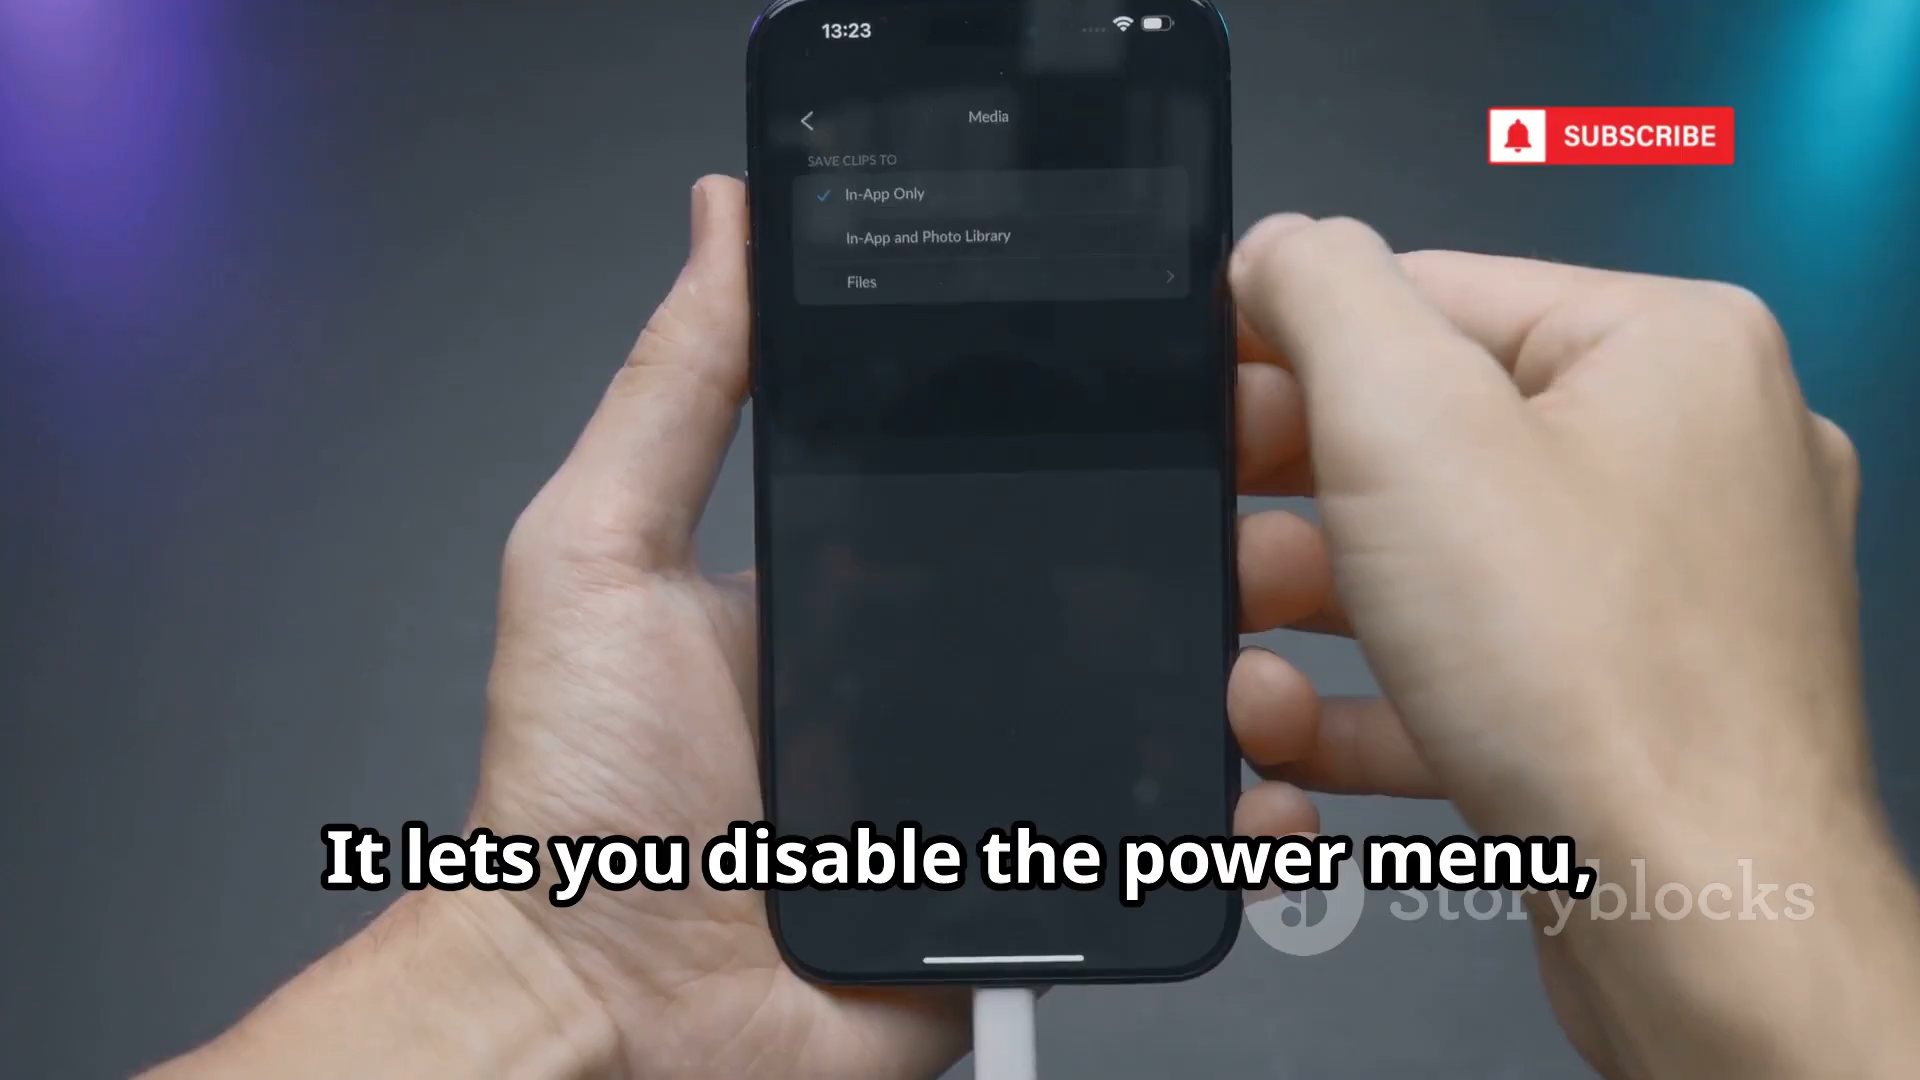 13:23
Media
SUBSCRIBE
SAVE CLIPS TO
In-App Only
In-App and Photo Library
Files
It lets you disable the power menu,
Storyblocks